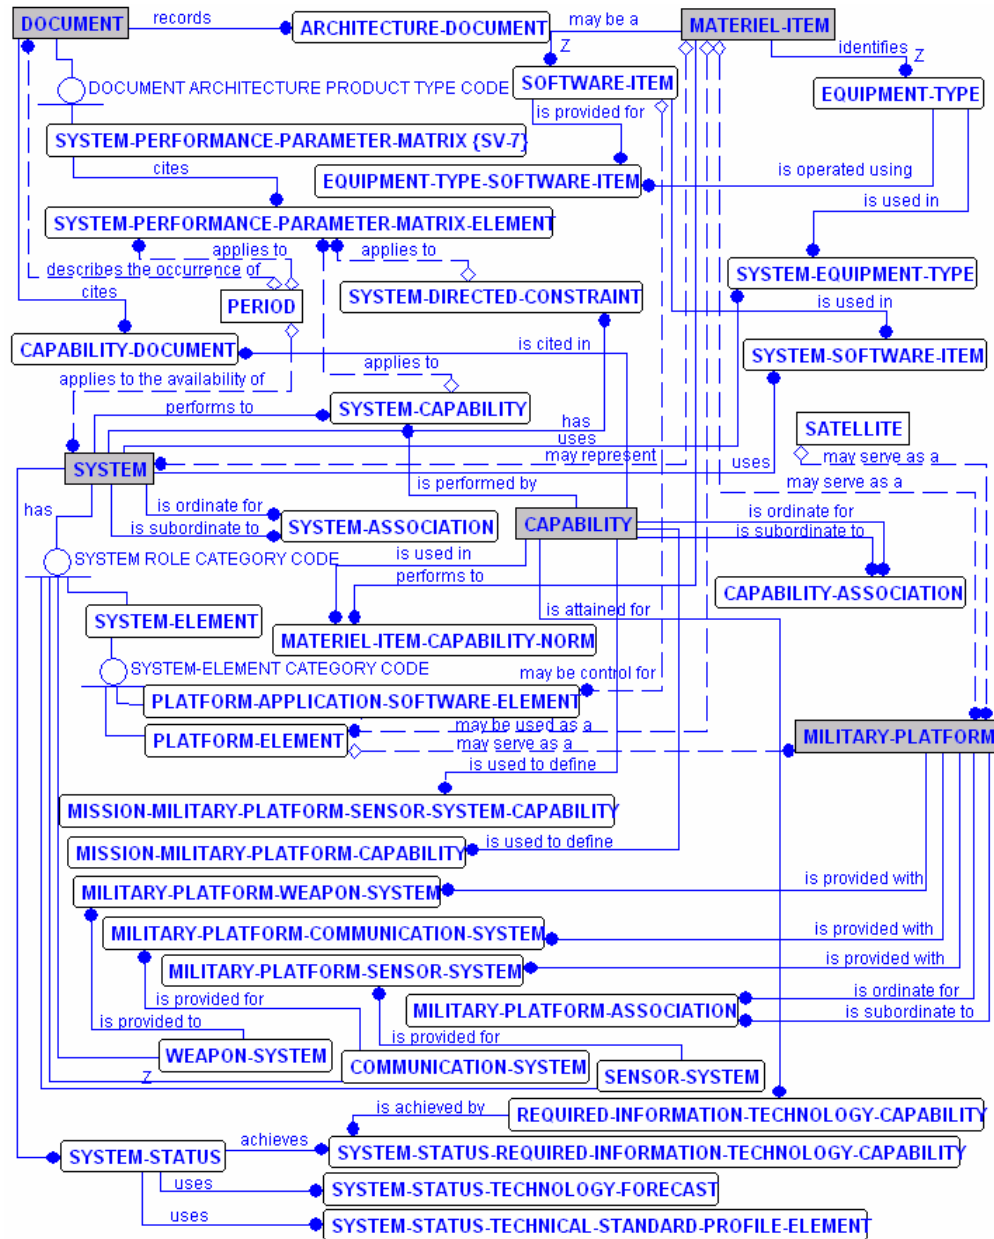 DOCUMENT
records
ARCHITECTURE-DOCUMENT
may be a
MATERIEL-ITEM
Z
identifies
Z
DOCUMENT ARCHITECTURE PRODUCT TYPE CODE
SOFTWARE-ITEM
EQUIPMENT-TYPE
is provided for
SYSTEM-PERFORMANCE-PARAMETER-MATRIX {SV-7}
cites
EQUIPMENT-TYPE-SOFTWARE-ITEM
is operated using
is used in
SYSTEM-PERFORMANCE-PARAMETER-MATRIX-ELEMENT
applies to
applies to
describes the occurrence of
SYSTEM-EQUIPMENT-TYPE
cites
PERIOD
SYSTEM-DIRECTED-CONSTRAINT
is used in
CAPABILITY-DOCUMENT
is cited in
SYSTEM-SOFTWARE-ITEM
applies to the availability of
applies to
performs to
SYSTEM-CAPABILITY
has
SATELLITE
uses
may represent
uses
may serve as a
SYSTEM
is performed by
may serve as a
has
is ordinate for
is subordinate to
SYSTEM-ASSOCIATION
CAPABILITY
is ordinate for
is subordinate to
SYSTEM ROLE CATEGORY CODE
is used in
performs to
CAPABILITY-ASSOCIATION
SYSTEM-ELEMENT
is attained for
MATERIEL-ITEM-CAPABILITY-NORM
SYSTEM-ELEMENT CATEGORY CODE
may be control for
PLATFORM-APPLICATION-SOFTWARE-ELEMENT
may be used as a
PLATFORM-ELEMENT
may serve as a
MILITARY-PLATFORM
is used to define
MISSION-MILITARY-PLATFORM-SENSOR-SYSTEM-CAPABILITY
is used to define
MISSION-MILITARY-PLATFORM-CAPABILITY
is provided with
MILITARY-PLATFORM-WEAPON-SYSTEM
is provided with
MILITARY-PLATFORM-COMMUNICATION-SYSTEM
is provided with
MILITARY-PLATFORM-SENSOR-SYSTEM
is ordinate for
is provided for
MILITARY-PLATFORM-ASSOCIATION
is subordinate to
is provided to
is provided for
WEAPON-SYSTEM
COMMUNICATION-SYSTEM
Z
SENSOR-SYSTEM
is achieved by
REQUIRED-INFORMATION-TECHNOLOGY-CAPABILITY
achieves
SYSTEM-STATUS
SYSTEM-STATUS-REQUIRED-INFORMATION-TECHNOLOGY-CAPABILITY
uses
SYSTEM-STATUS-TECHNOLOGY-FORECAST
uses
SYSTEM-STATUS-TECHNICAL-STANDARD-PROFILE-ELEMENT